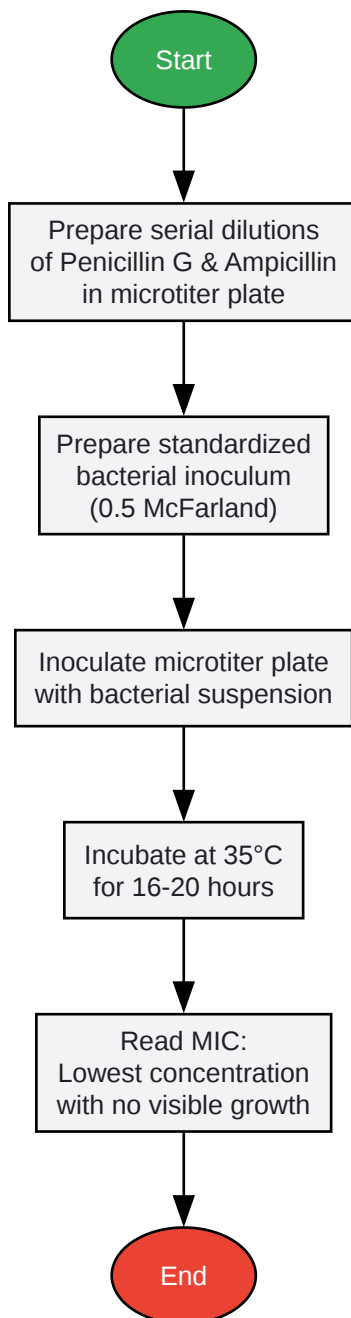 Start
Prepare serial dilutions
of Penicillin G & Ampicillin
in microtiter plate
Prepare standardized
bacterial inoculum
(0.5 McFarland)
Inoculate microtiter plate
with bacterial suspension
Incubate at 35°C
for 16-20 hours
Read MIC:
Lowest concentration
with no visible growth
End